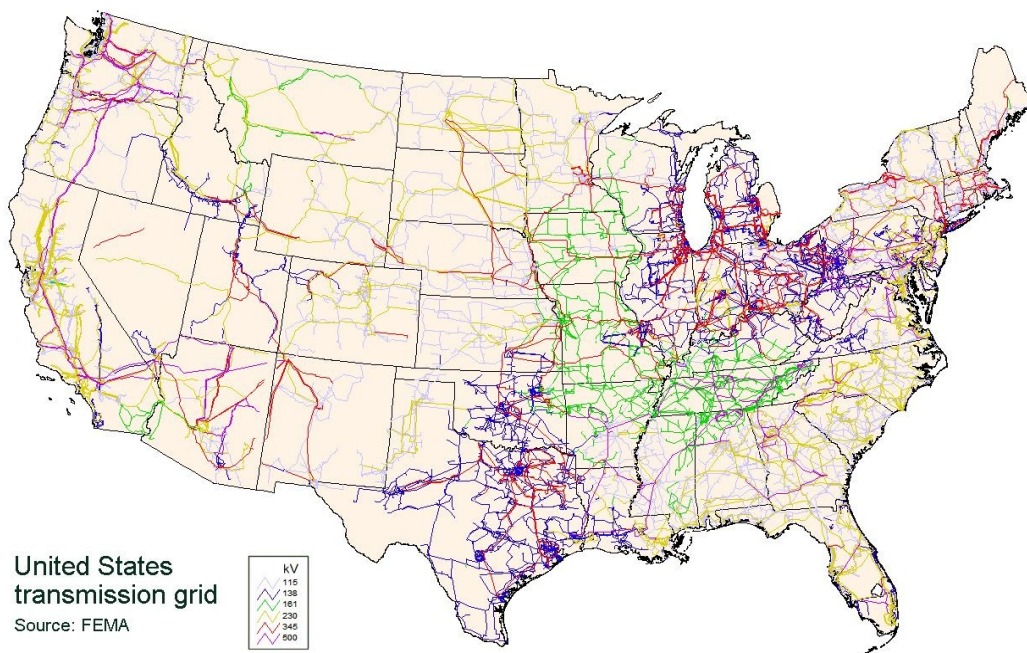 United States
transmission grid
Source: FEMA
kV
115
138
161
230
345
500